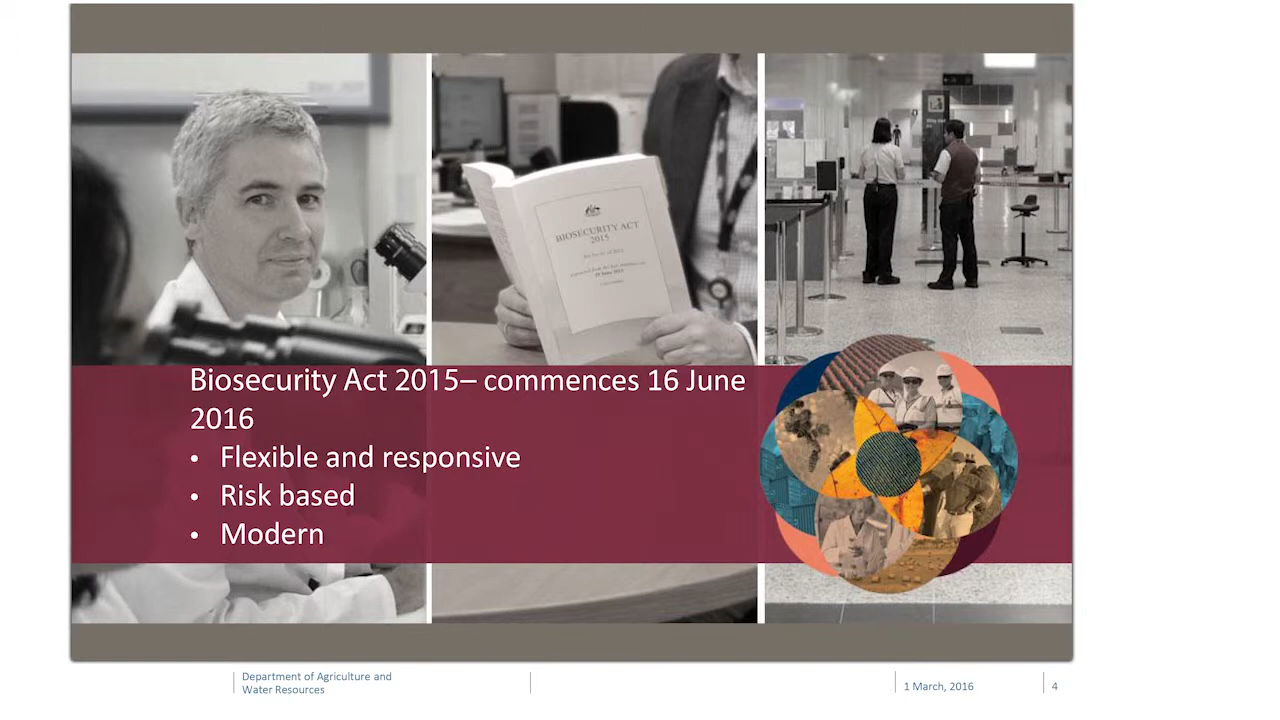 BIOSECURITY ACT
2015
Biosecurity Act 2015– commences 16 June
2016
• Flexible and responsive
• Risk based
• Modern
Department of Agriculture and
Water Resources
1 March, 2016
4